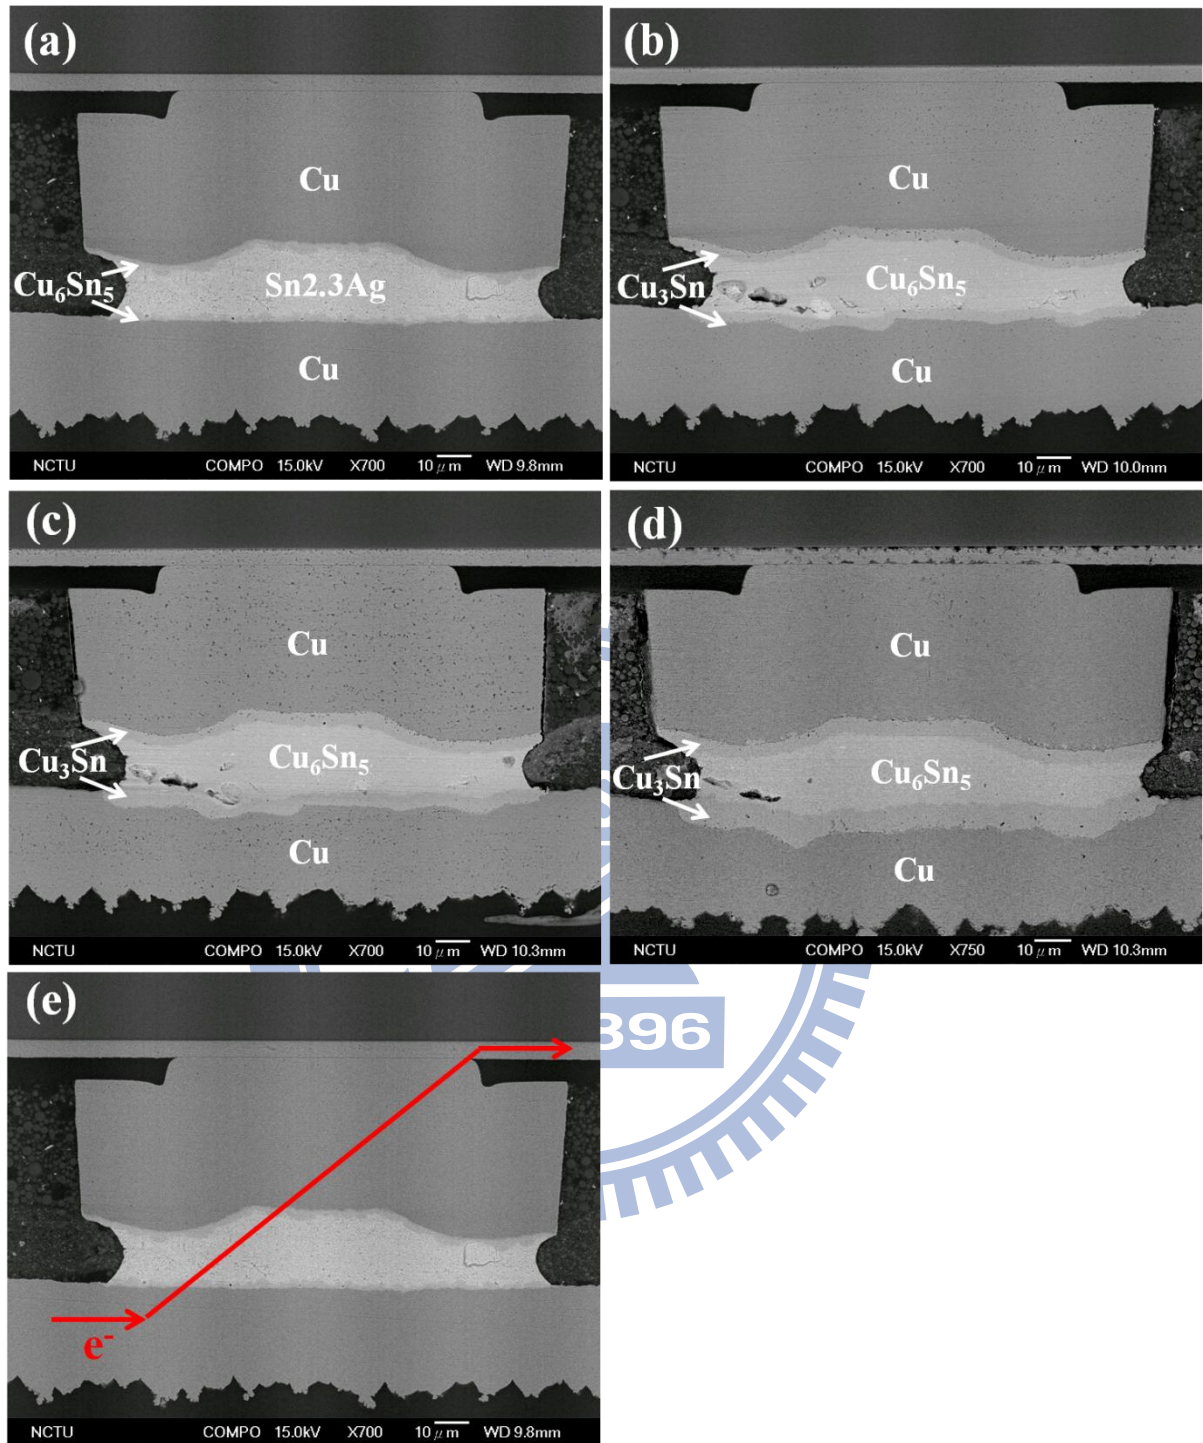 (a)
Cu
Cu6Sn5
Sn2.3Ag
Cu
NCTU COMPO 15.0kV X700 10 μm WD 9.8mm
(b)
Cu
Cu3Sn
Cu6Sn5
Cu
NCTU COMPO 15.0kV X700 10 μm WD 10.0mm
(c)
Cu
Cu3Sn
Cu6Sn5
Cu
NCTU COMPO 15.0kV X700 10 μm WD 10.3mm
(d)
Cu
Cu3Sn
Cu6Sn5
Cu
NCTU COMPO 15.0kV X750 10 μm WD 10.3mm
(e)
896
e-
NCTU COMPO 15.0kV X700 10 μm WD 9.8mm